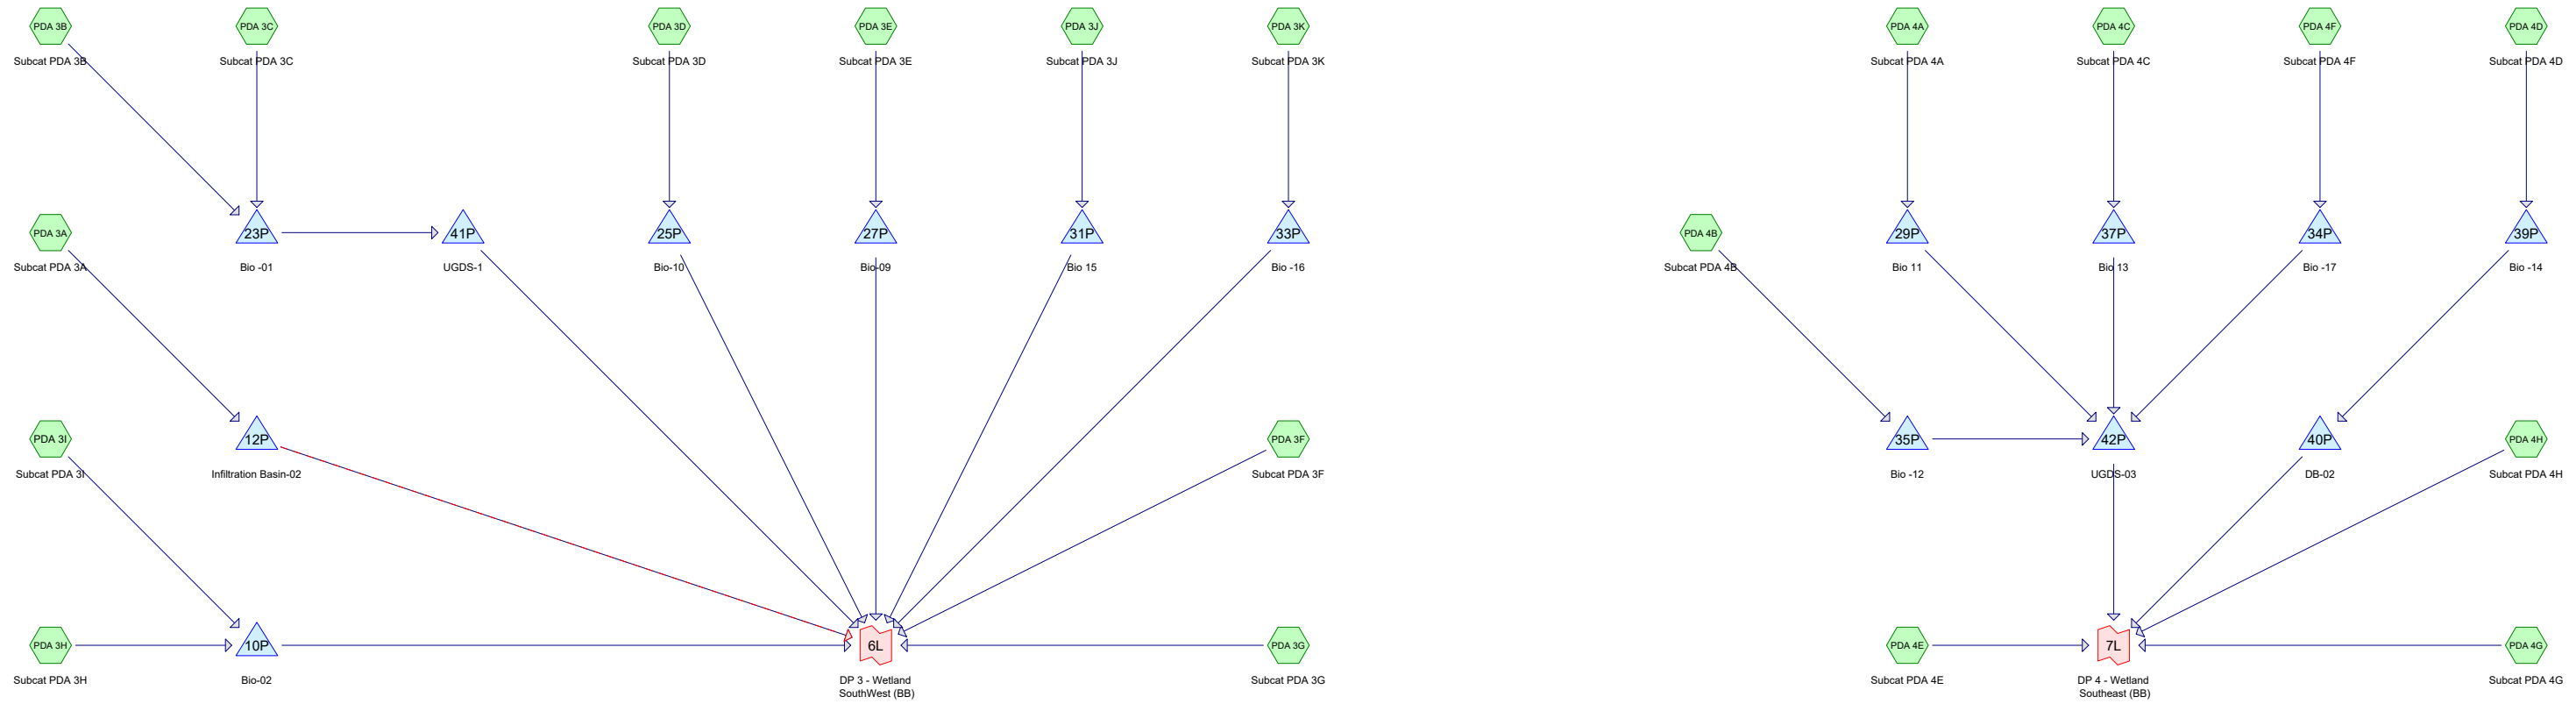 PDA 3B
PDA 3C
PDA 3D
PDA 3E
PDA 3J
PDA 3K
PDA 4A
PDA 4C
PDA 4F
PDA 4D
Subcat PDA 3B
Subcat PDA 3C
Subcat PDA 3D
Subcat PDA 3E
Subcat PDA 3J
Subcat PDA 3K
Subcat PDA 4A
Subcat PDA 4C
Subcat PDA 4F
Subcat PDA 4D
PDA 3A
23P
41P
25P
27P
31P
33P
PDA 4B
29P
37P
34P
39P
Subcat PDA 3A
Bio -01
UGDS-1
Bio-10
Bio-09
Bio 15
Bio -16
Subcat PDA 4B
Bio 11
Bio 13
Bio -17
Bio -14
PDA 3I
12P
PDA 3F
35P
42P
40P
PDA 4H
Subcat PDA 3I
Infiltration Basin-02
Subcat PDA 3F
Bio -12
UGDS-03
DB-02
Subcat PDA 4H
PDA 3H
10P
6L
PDA 3G
PDA 4E
7L
PDA 4G
Subcat PDA 3H
Bio-02
DP 3 - Wetland
SouthWest (BB)
Subcat PDA 3G
Subcat PDA 4E
DP 4 - Wetland
Southeast (BB)
Subcat PDA 4G